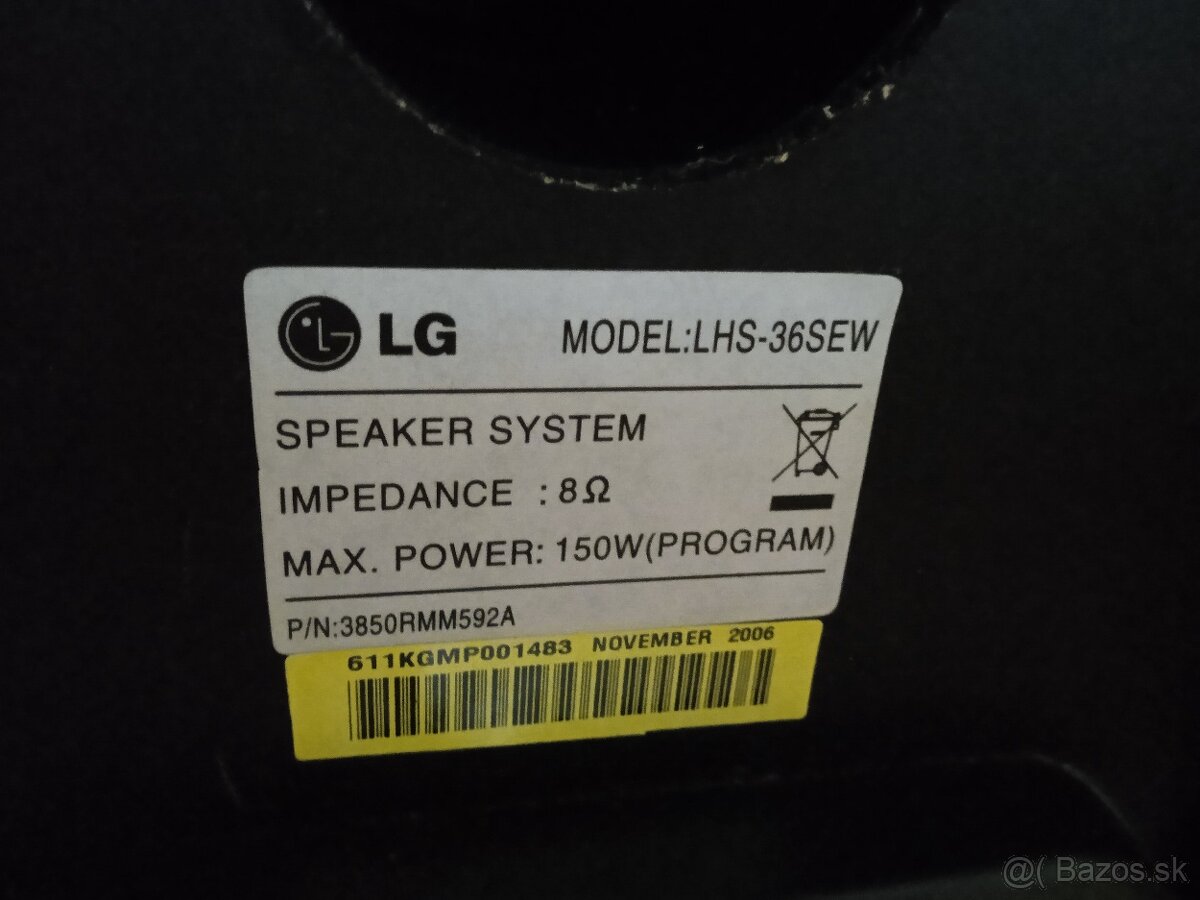 LG MODEL:LHS-36SEW
SPEAKER SYSTEM
IMPEDANCE : 8Ω
MAX. POWER: 150W(PROGRAM)
P/N:3850RMM592A
611KGMP001483 NOVEMBER 2006
@( Bazos.sk